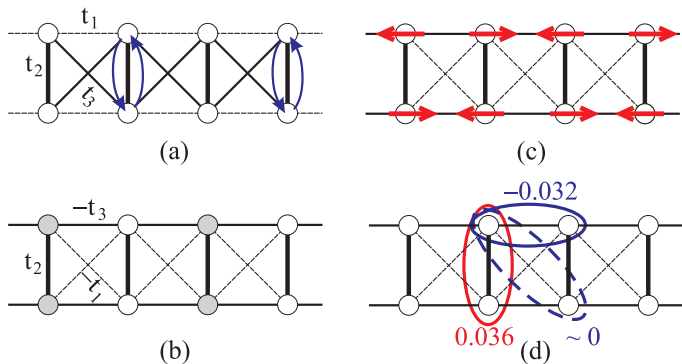 t₁
t₂
t₃
(a)
(c)
−t₃
t₂
−t₁
(b)
−0.032
0.036
~ 0
(d)